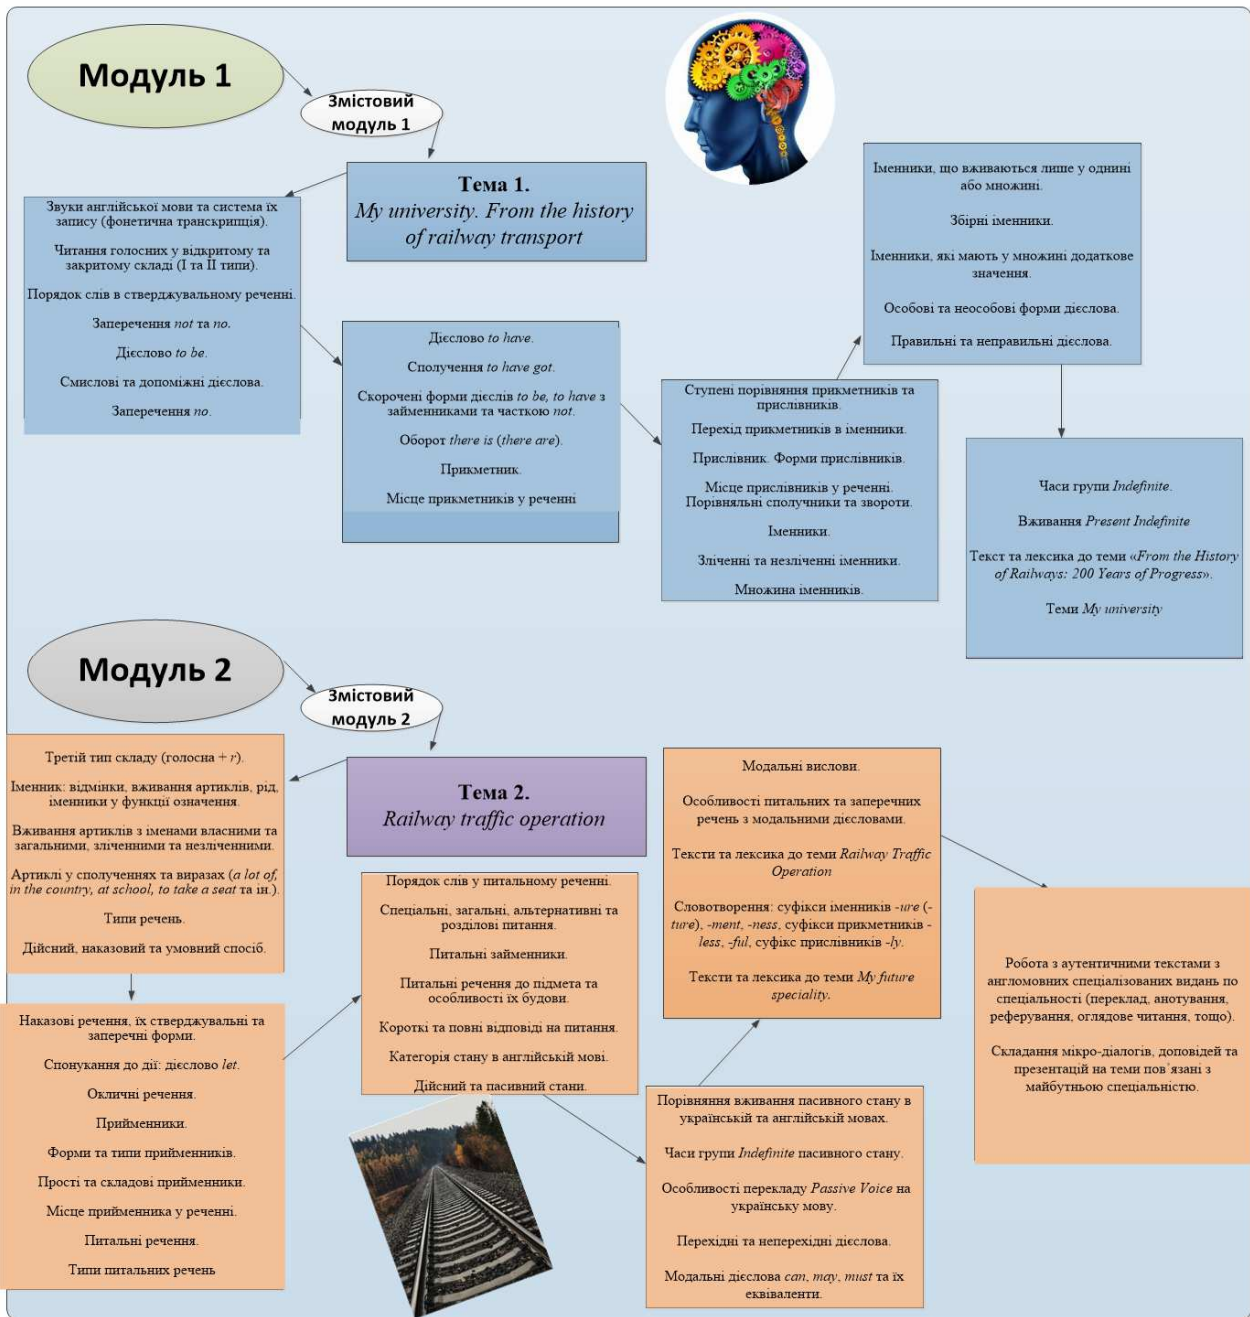 Модуль 1
Змістовий
модуль 1
Тема 1.
My university. From the history
of railway transport
Звуки англійської мови та система їх
запису (фонетична транскрипція).
Читання голосних у відкритому та
закритому складі (І та ІІ типи).
Порядок слів в стверджувальному реченні.
Заперечення not та no.
Дієслово to be.
Смислові та допоміжні дієслова.
Заперечення no.
Дієслово to have.
Сполучення to have got.
Скорочені форми дієслів to be, to have з
займенниками та часткою not.
Оборот there is (there are).
Прикметник.
Місце прикметників у реченні
Ступені порівняння прикметників та
прислівників.
Перехід прикметників в іменники.
Прислівник. Форми прислівників.
Місце прислівників у реченні.
Порівняльні сполучники та звороти.
Іменники.
Зліченні та незліченні іменники.
Множина іменників.
Іменники, що вживаються лише у однині
або множині.
Збірні іменники.
Іменники, які мають у множині додаткове
значення.
Особові та неособові форми дієслова.
Правильні та неправильні дієслова.
Часи групи Indefinite.
Вживання Present Indefinite
Текст та лексика до теми «From the History
of Railways: 200 Years of Progress».
Теми My university
Модуль 2
Змістовий
модуль 2
Тема 2.
Railway traffic operation
Третій тип складу (голосна + r).
Іменник: відмінки, вживання артиклів, рід,
іменники у функції означення.
Вживання артиклів з іменами власними та
загальними, зліченними та незліченними.
Артиклі у сполученнях та виразах (a lot of,
in the country, at school, to take a seat та ін.).
Типи речень.
Дійсний, наказовий та умовний спосіб.
Наказові речення, їх стверджувальні та
заперечні форми.
Спонукання до дії: дієслово let.
Окличні речення.
Прийменники.
Форми та типи прийменників.
Прості та складові прийменники.
Місце прийменника у реченні.
Питальні речення.
Типи питальних речень
Порядок слів у питальному реченні.
Спеціальні, загальні, альтернативні та
розділові питання.
Питальні займенники.
Питальні речення до підмета та
особливості їх будови.
Короткі та повні відповіді на питання.
Категорія стану в англійській мові.
Дійсний та пасивний стани.
Порівняння вживання пасивного стану в
українській та англійській мовах.
Часи групи Indefinite пасивного стану.
Особливості перекладу Passive Voice на
українську мову.
Перехідні та неперехідні дієслова.
Модальні дієслова can, may, must та їх
еквіваленти.
Модальні вислови.
Особливості питальних та заперечних
речень з модальними дієсловами.
Тексти та лексика до теми Railway Traffic
Operation
Словотворення: суфікси іменників -ure (-
ture), -ment, -ness, суфікси прикметників -
less, -ful, суфікс прислівників -ly.
Тексти та лексика до теми My future
speciality.
Робота з аутентичними текстами з
англомовних спеціалізованих видань по
спеціальності (переклад, анотування,
реферування, оглядове читання, тощо).
Складання мікро-діалогів, доповідей та
презентацій на теми пов᾽язані з
майбутньою спеціальністю.